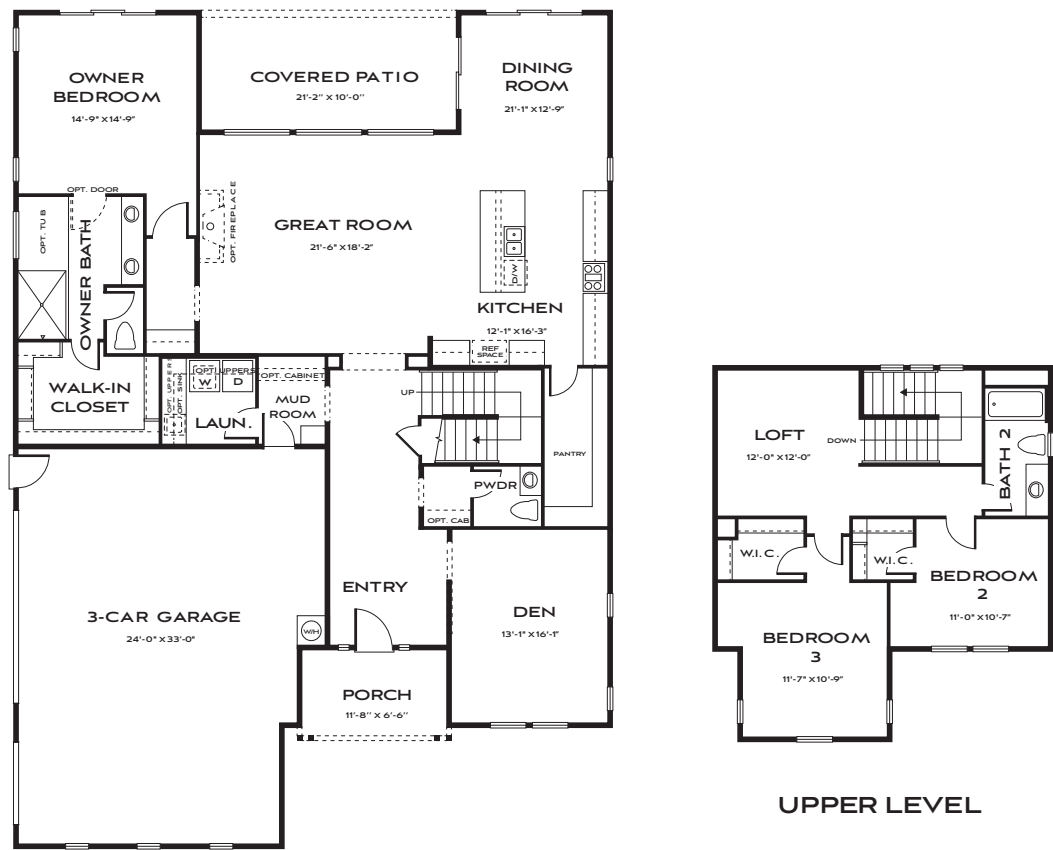 OWNER
BEDROOM
14'-9" X 14'-9"
COVERED PATIO
21'-2" X 10'-0"
DINING
ROOM
21'-1" X 12'-9"
OPT. DOOR
OPT. TUB
OWNER BATH
OPT. FIREPLACE
GREAT ROOM
21'-6" X 18'-2"
D/W
KITCHEN
12'-1" X 16'-3"
REF
SPACE
WALK-IN
CLOSET
OPT. UPPERS
OPT. SINK
OPT. UPPERS
W
D
LAUN.
OPT. CABINET
MUD
ROOM
UP
PANTRY
PWDR
OPT. CAB
3-CAR GARAGE
24'-0" X 33'-0"
W/H
ENTRY
DEN
13'-1" X 16'-1"
PORCH
11'-8" X 6'-6"
LOFT
12'-0" X 12'-0"
DOWN
BATH 2
W.I.C.
W.I.C.
BEDROOM
2
11'-0" X 10'-7"
BEDROOM
3
11'-7" X 10'-9"
UPPER LEVEL